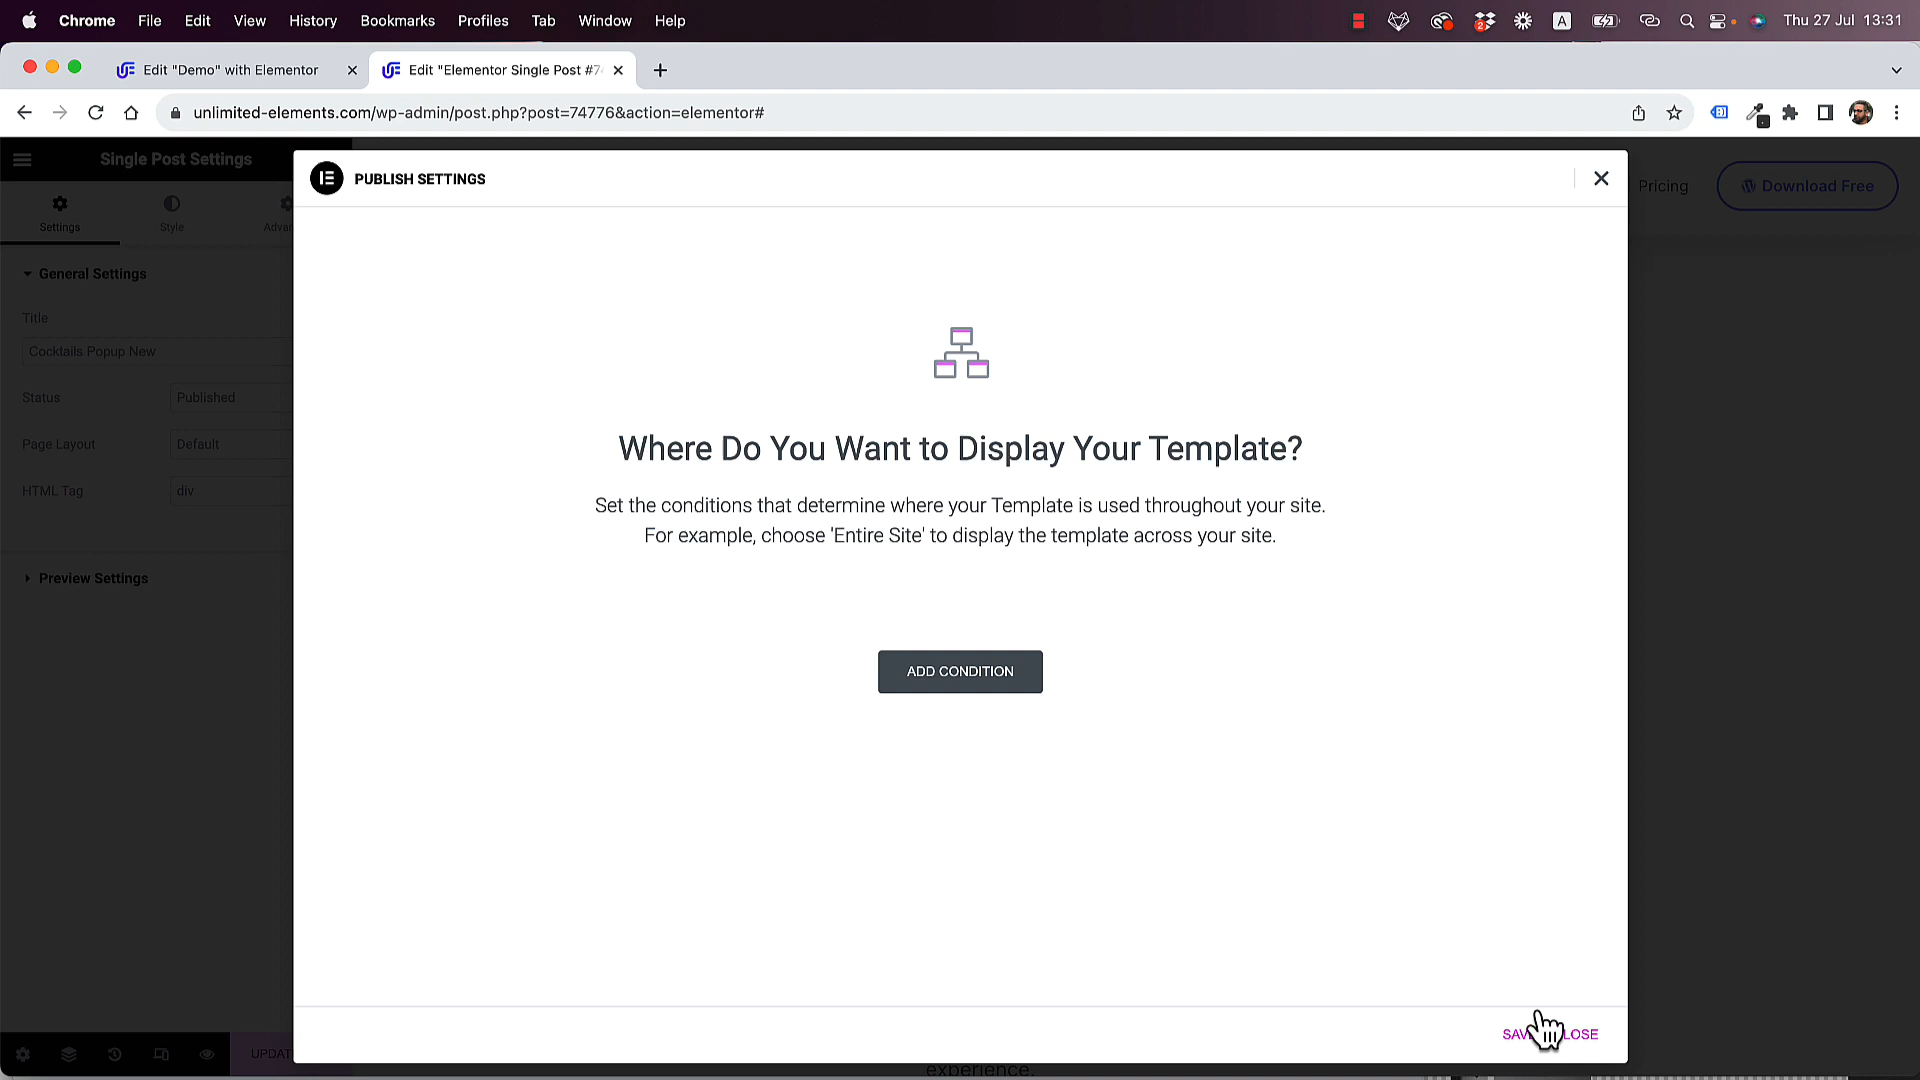 Chrome File Edit View History Bookmarks Profiles Tab Window Help
2 A Thu 27 Jul 13:31
Edit "Demo" with Elementor
Edit "Elementor Single Post #7
unlimited-elements.com/wp-admin/post.php?post=74776&action=elementor#
Single Post Settings
PUBLISH SETTINGS
Pricing
Download Free
Settings
Style
General Settings
Title
Cocktails Popup New
Status
Published
Page Layout
Default
HTML Tag
div
Preview Settings
Where Do You Want to Display Your Template?
Set the conditions that determine where your Template is used throughout your site.
For example, choose 'Entire Site' to display the template across your site.
ADD CONDITION
experience.